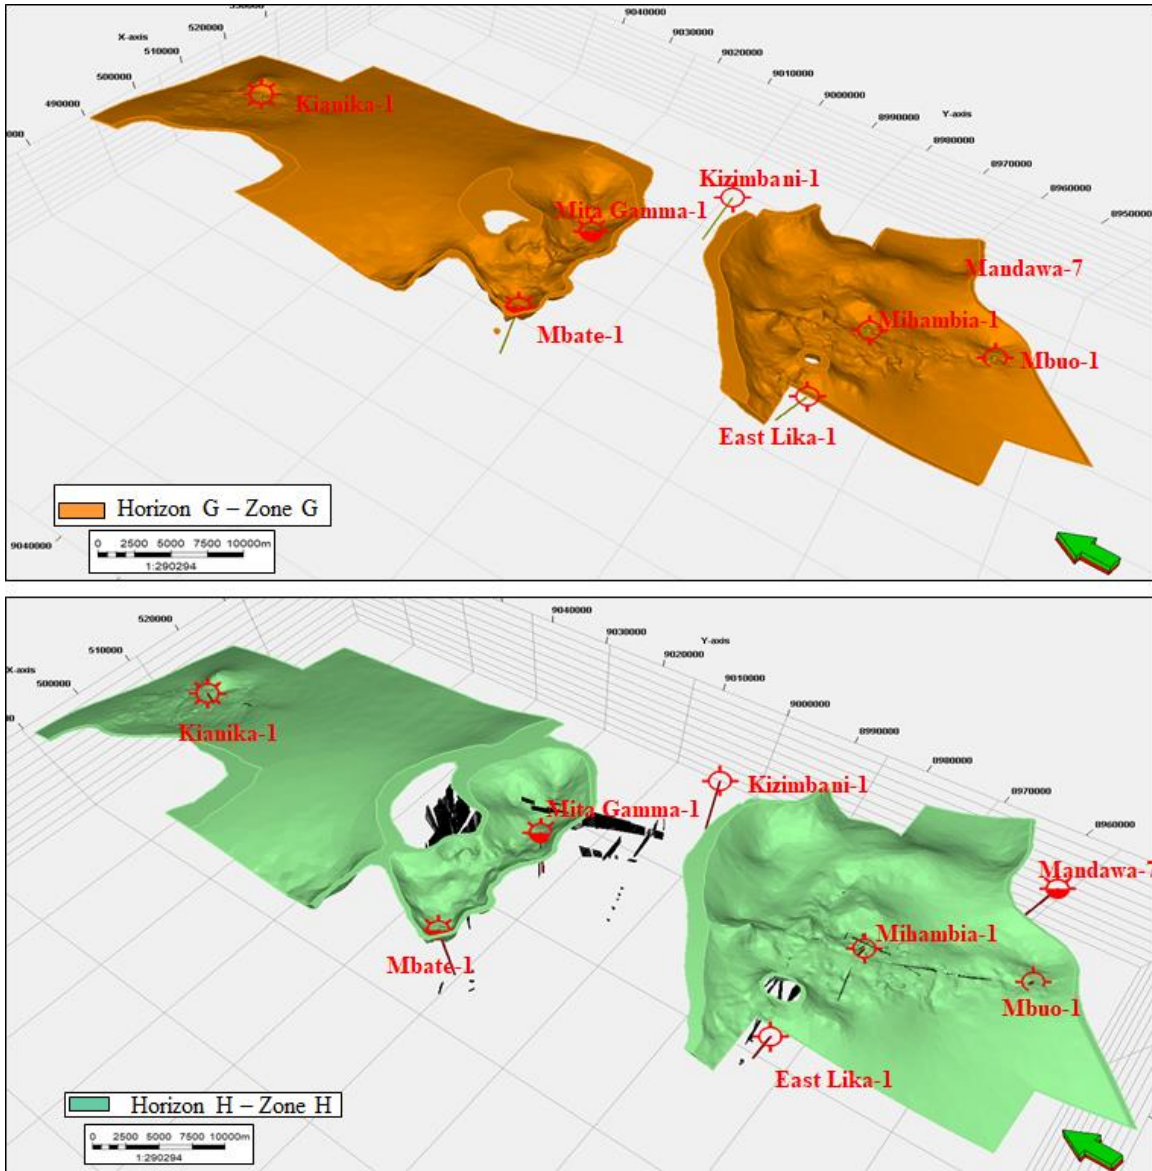 530000
520000
X-axis
510000
500000
490000
000
9040000
9030000
9020000
9010000
9000000
8990000
Y-axis
8980000
8970000
8960000
8950000
Kianika-1
Kizimbani-1
Mita Gamma-1
Mandawa-7
Mihambia-1
Mbate-1
Mbuo-1
East Lika-1
Horizon G – Zone G
0 2500 5000 7500 10000m
1:290294
9040000
520000
510000
X-axis
500000
00
9040000
9030000
Y-axis
9020000
9010000
9000000
8990000
8980000
8970000
8960000
Kianika-1
Kizimbani-1
Mita Gamma-1
Mandawa-7
Mihambia-1
Mbate-1
Mbuo-1
East Lika-1
Horizon H – Zone H
0 2500 5000 7500 10000m
1:290294